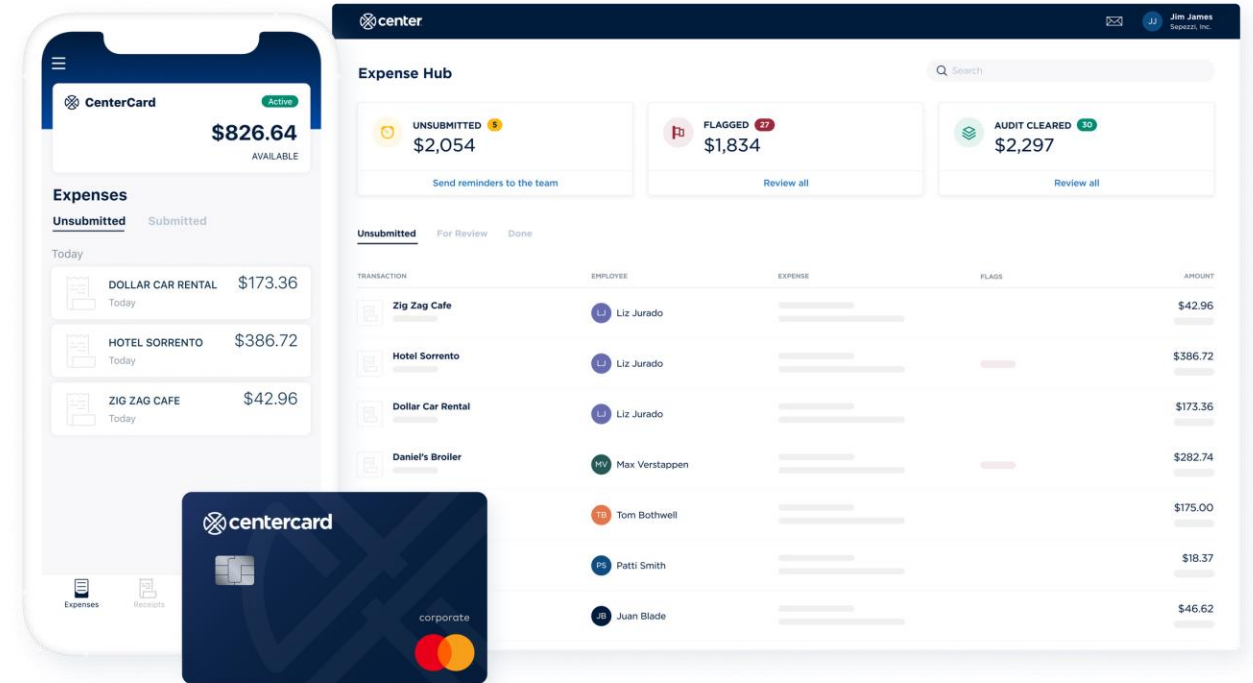 CenterCard
Active
$826.64
AVAILABLE
Expenses
Unsubmitted Submitted
Today
DOLLAR CAR RENTAL $173.36
Today
HOTEL SORRENTO $386.72
Today
ZIG ZAG CAFE $42.96
Today
Expenses Receipts
centercard
corporate
center
JJ Jim James
Sepezzi, Inc.
Expense Hub
Search
UNSUBMITTED 5
$2,054
Send reminders to the team
FLAGGED 27
$1,834
Review all
AUDIT CLEARED 30
$2,297
Review all
Unsubmitted For Review Done
TRANSACTION EMPLOYEE EXPENSE FLAGS AMOUNT
Zig Zag Cafe LJ Liz Jurado $42.96
Hotel Sorrento LJ Liz Jurado $386.72
Dollar Car Rental LJ Liz Jurado $173.36
Daniel's Broiler MV Max Verstappen $282.74
TB Tom Bothwell $175.00
PS Patti Smith $18.37
JB Juan Blade $46.62